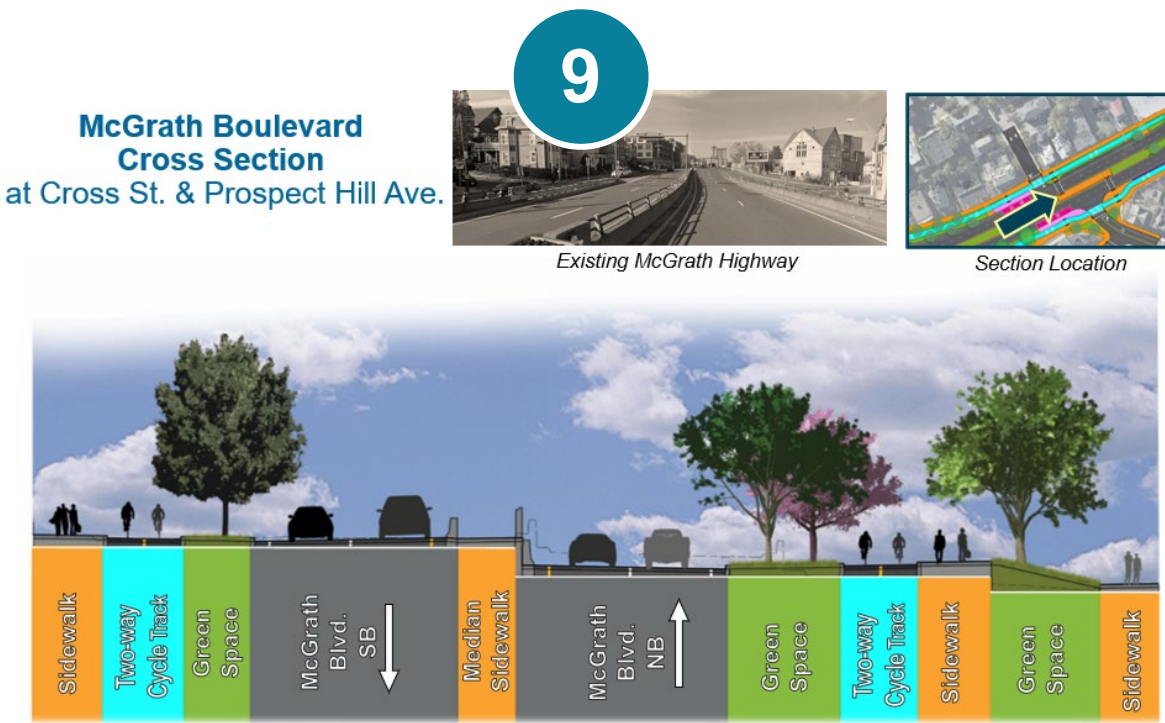 9
McGrath Boulevard
Cross Section
at Cross St. & Prospect Hill Ave.
Existing McGrath Highway
Section Location
Sidewalk
Two-way
Cycle Track
Green
Space
McGrath
Blvd.
SB
Median
Sidewalk
McGrath
Blvd.
NB
Green
Space
Two-way
Cycle Track
Sidewalk
Green
Space
Sidewalk